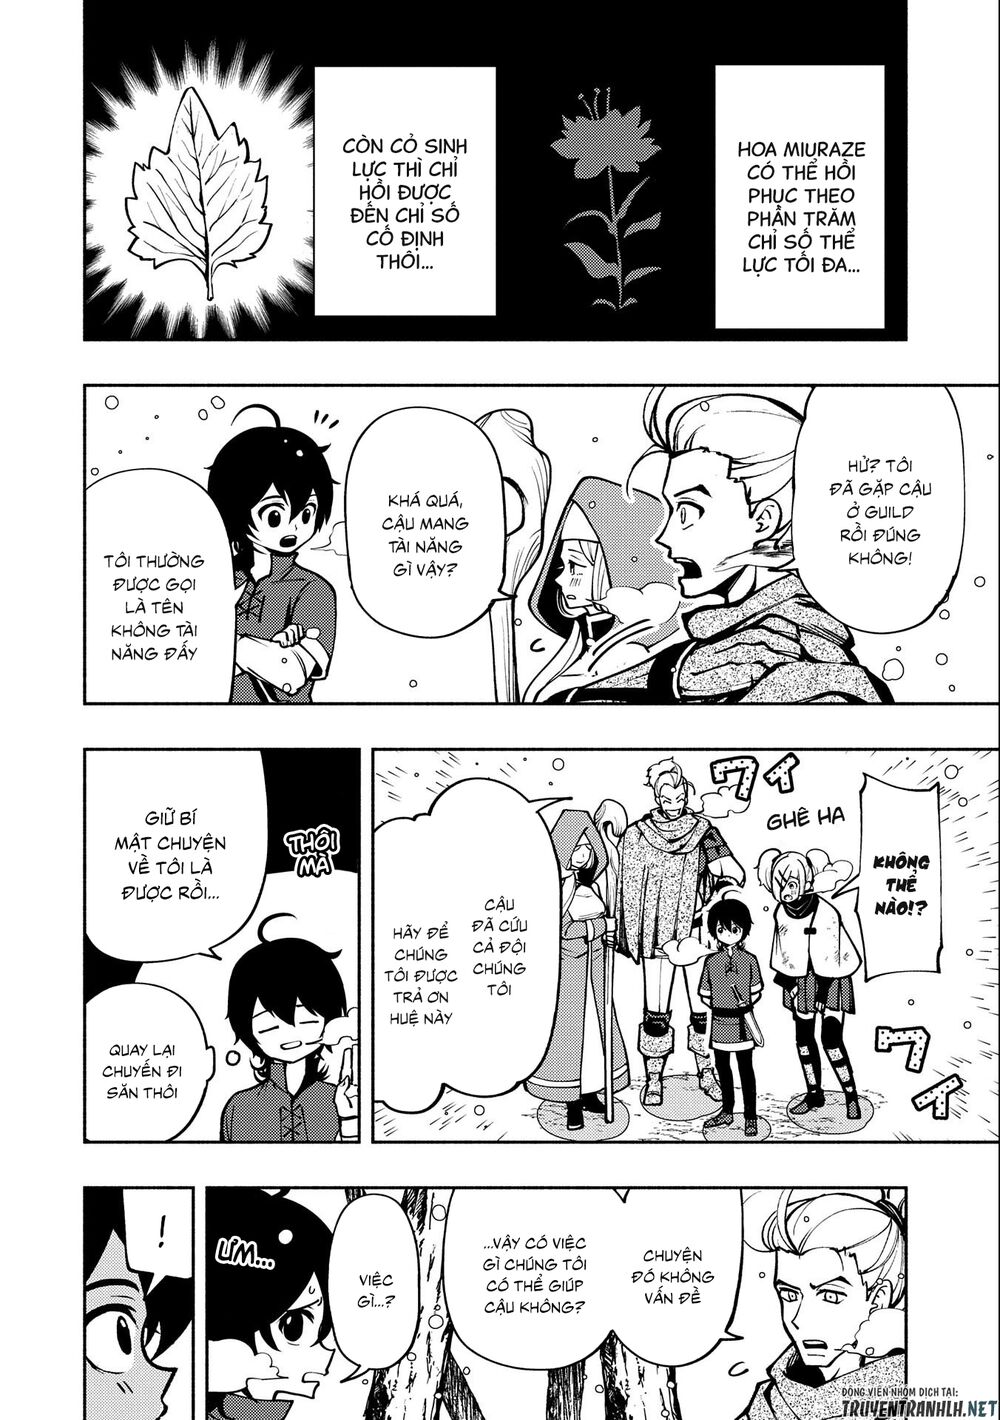 HOA MIURAZE
CÓ THỂ HỒI
PHỤC THEO
PHẦN TRĂM
CHỈ SỐ THỂ
LỰC TỐI ĐA...
CÒN CỎ SINH
LỰC THÌ CHỈ
HỒI ĐƯỢC
ĐẾN CHỈ SỐ
CỐ ĐỊNH
THÔI...
HỬ? TÔI
ĐÃ GẶP CẬU
Ở GUILD
RỒI ĐÚNG
KHÔNG!
KHÁ QUÁ,
CẬU MANG
TÀI NĂNG
GÌ VẬY?
TÔI THƯỜNG
ĐƯỢC GỌI
LÀ TÊN
KHÔNG TÀI
NĂNG ĐẤY
KHÔNG
THỂ
NÀO!?
GHÊ HA
ワイ
ワイ
CẬU
ĐÃ CỨU
CẢ ĐỘI
CHÚNG
TÔI
HÃY ĐỂ
CHÚNG
TÔI ĐƯỢC
TRẢ ƠN
HUỆ NÀY
GIỮ BÍ
MẬT CHUYỆN
VỀ TÔI LÀ
ĐƯỢC RỒI...
THÔI
MÀ
QUAY LẠI
CHUYẾN ĐI
SĂN THÔI
CHUYỆN
ĐÓ KHÔNG
VẤN ĐỀ
...VẬY CÓ VIỆC
GÌ CHÚNG TÔI
CÓ THỂ GIÚP
CẬU KHÔNG?
VIỆC
GÌ...?
ƯM...
!
ĐỘNG VIÊN NHÓM DỊCH TẠI:
TRUYENTRANHLH.NET